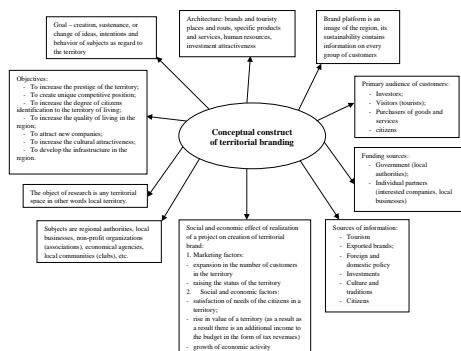 Goal – creation, sustenance, or
change of ideas, intentions and
behavior of subjects as regard to the
territory
Architecture: brands and touristy
places and routs, specific products
and services, human resources,
investment attractiveness
Brand platform is an
image of the region, its
sustainability contains
information on every
group of customers
Objectives:
- To increase the prestige of the territory;
- To create unique competitive position;
- To increase the degree of citizens
identification to the territory of living;
- To increase the quality of living in the
region;
- To attract new companies;
- To increase the cultural attractiveness;
- To develop the infrastructure in the
region.
Primary audience of customers:
- Investors;
- Visitors (tourists);
- Purchasers of goods and
services
- citizens
Conceptual construct
of territorial branding
Funding sources:
- Government (local
authorities);
- Individual partners
(interested companies, local
businesses)
The object of research is any territorial
space in other words local territory.
Subjects are regional authorities, local
businesses, non-profit organizations
(associations), economical agencies,
local communities (clubs), etc.
Social and economic effect of realization
of a project on creation of territorial
brand:
1. Marketing factors:
- expansion in the number of customers
in the territory
- raising the status of the territory
2. Social and economic factors:
- satisfaction of needs of the citizens in a
territory;
- rise in value of a territory (as a result as
a result there is an additional income to
the budget in the form of tax revenues)
- growth of economic activity
Sources of information:
- Tourism
- Exported brands;
- Foreign and
domestic policy
- Investments
- Culture and
traditions
- Citizens